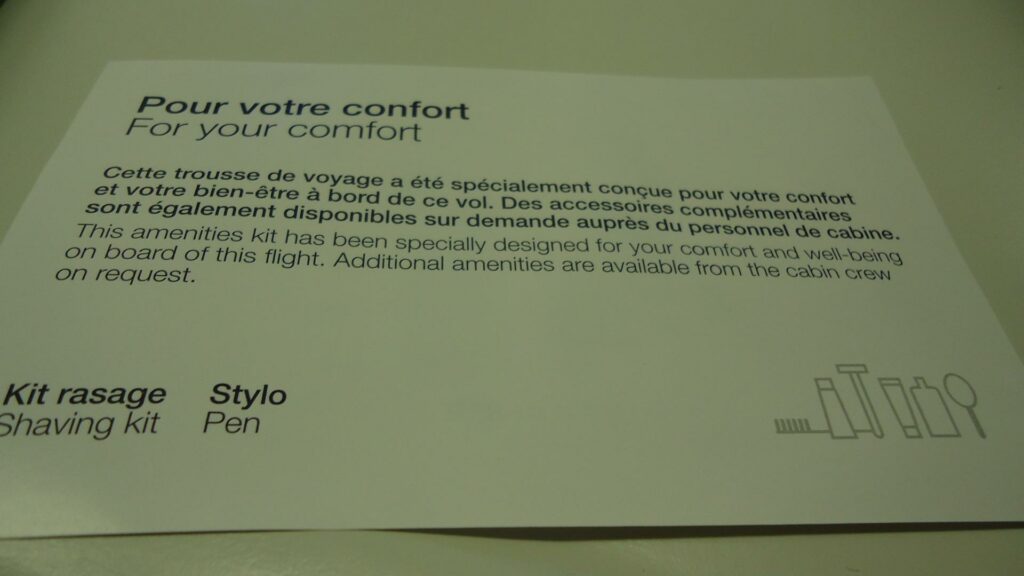 Pour votre confort
For your comfort
Cette trousse de voyage a été spécialement conçue pour votre confort
et votre bien-être à bord de ce vol. Des accessoires complémentaires
sont également disponibles sur demande auprès du personnel de cabine.
This amenities kit has been specially designed for your comfort and well-being
on board of this flight. Additional amenities are available from the cabin crew
on request.
Kit rasage Stylo
Shaving kit Pen